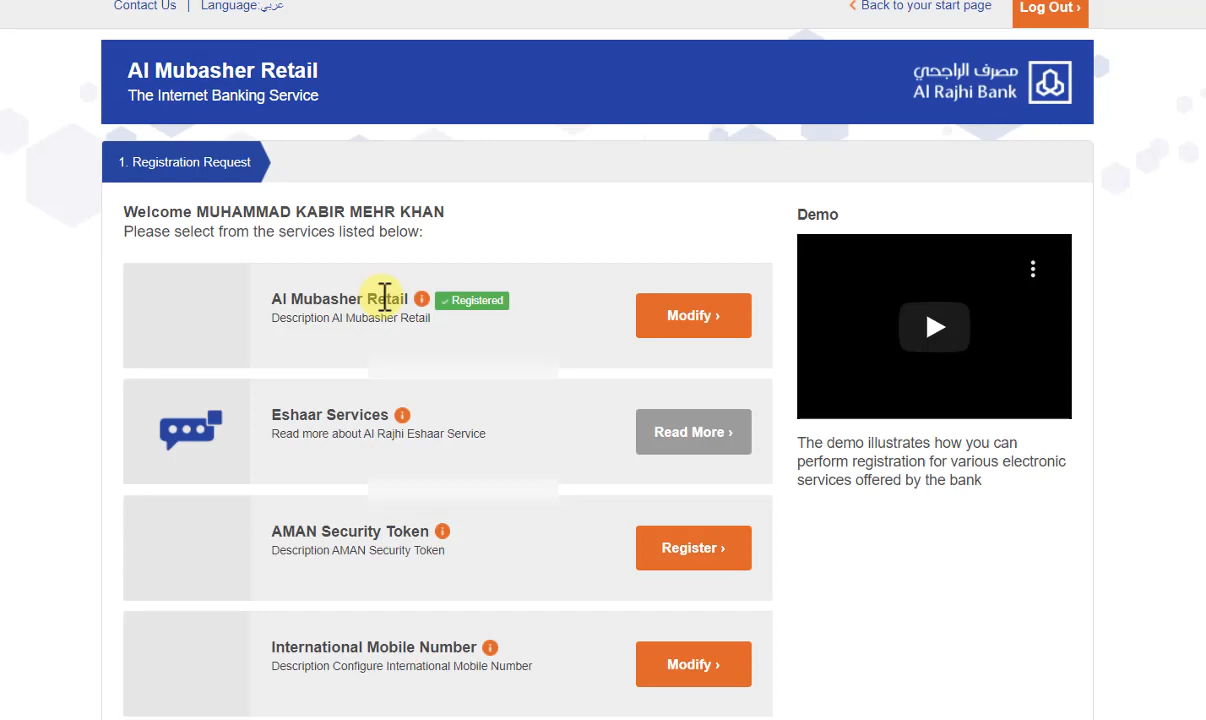 Contact Us | Language:عربي
Back to your start page
Log Out ›
Al Mubasher Retail
The Internet Banking Service
مصرف الراجحي
Al Rajhi Bank
1. Registration Request
Welcome MUHAMMAD KABIR MEHR KHAN
Please select from the services listed below:
Al Mubasher Retail
Registered
Description Al Mubasher Retail
Modify ›
Eshaar Services
Read more about Al Rajhi Eshaar Service
Read More ›
AMAN Security Token
Description AMAN Security Token
Register ›
International Mobile Number
Description Configure International Mobile Number
Modify ›
Demo
The demo illustrates how you can
perform registration for various electronic
services offered by the bank